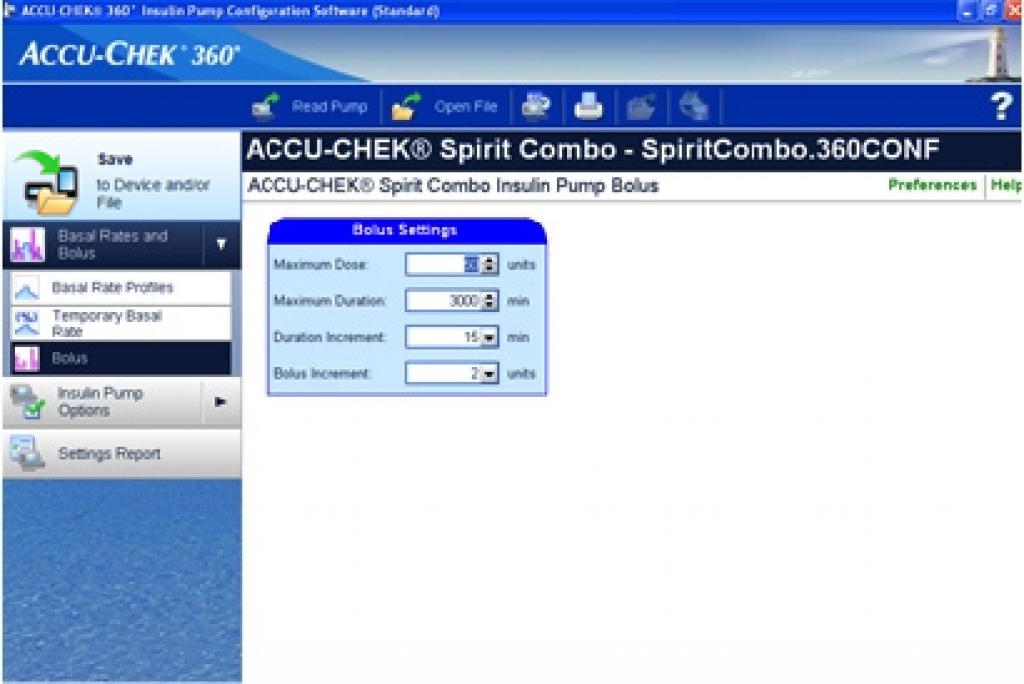 ACCU-CHEK® 360° Insulin Pump Configuration Software (Standard)
ACCU-CHEK® 360°
Read Pump
Open File
?
Save
to Device and/or
File
ACCU-CHEK® Spirit Combo - SpiritCombo.360CONF
ACCU-CHEK® Spirit Combo Insulin Pump Bolus
Preferences
Help
Basal Rates and
Bolus
Basal Rate Profiles
Temporary Basal
Rate
Bolus
Insulin Pump
Options
Settings Report
Bolus Settings
Maximum Dose: units
Maximum Duration: 3000 min
Duration Increment: 15 min
Bolus Increment: 2 units